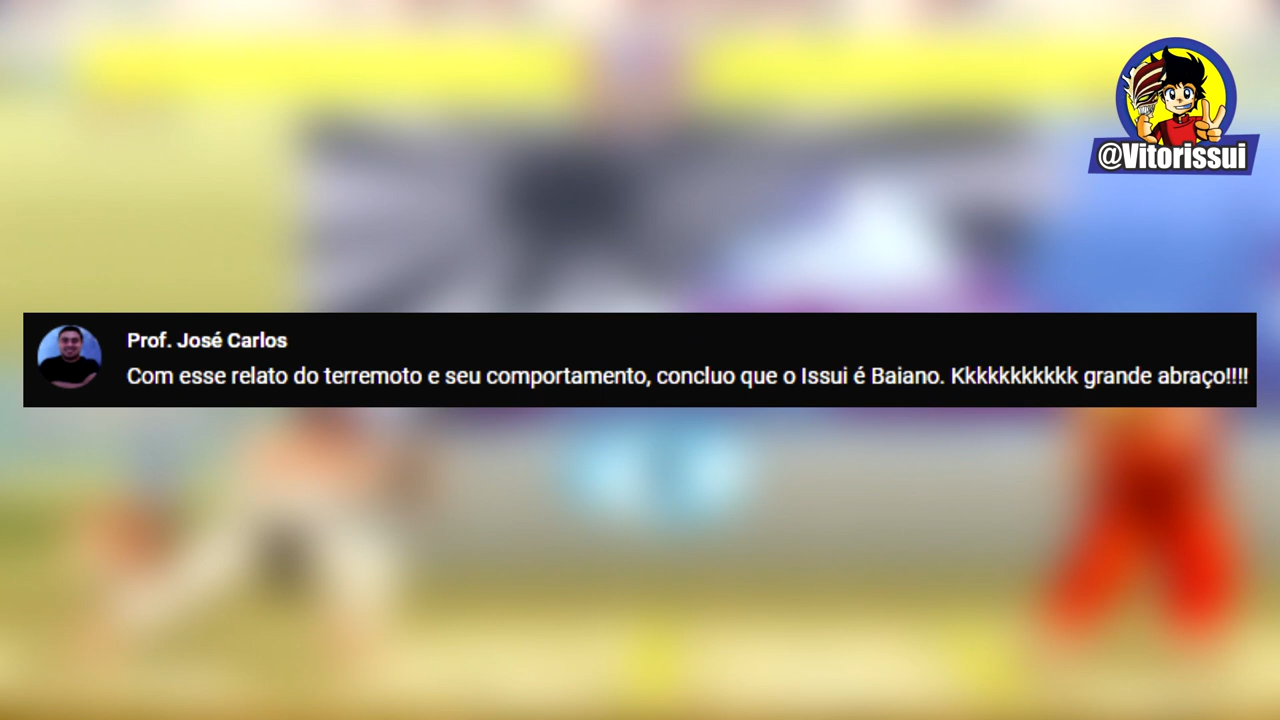 @Vitorissui
Prof. José Carlos
Com esse relato do terremoto e seu comportamento, concluo que o Issui é Baiano. Kkkkkkkkkkk grande abraço!!!!